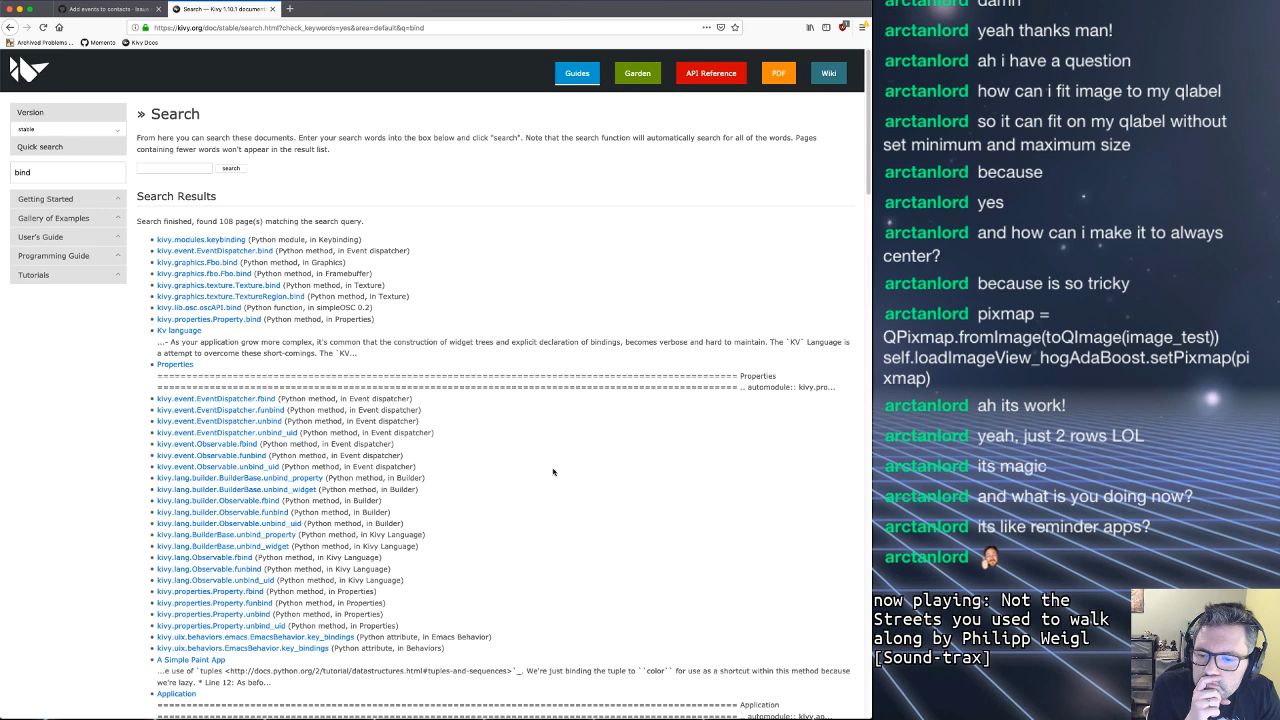 Add events to contacts · Issue
Search — Kivy 1.10.1 document
https://kivy.org/doc/stable/search.html?check_keywords=yes&area=default&q=bind
Archived Problems ...
Memento
Kivy Docs
Guides
Garden
API Reference
PDF
Wiki
Version
stable
Quick search
bind
Getting Started
Gallery of Examples
User's Guide
Programming Guide
Tutorials
» Search
From here you can search these documents. Enter your search words into the box below and click "search". Note that the search function will automatically search for all of the words. Pages
containing fewer words won't appear in the result list.
search
Search Results
Search finished, found 108 page(s) matching the search query.
kivy.modules.keybinding (Python module, in Keybinding)
kivy.event.EventDispatcher.bind (Python method, in Event dispatcher)
kivy.graphics.Fbo.bind (Python method, in Graphics)
kivy.graphics.fbo.Fbo.bind (Python method, in Framebuffer)
kivy.graphics.texture.Texture.bind (Python method, in Texture)
kivy.graphics.texture.TextureRegion.bind (Python method, in Texture)
kivy.lib.osc.oscAPI.bind (Python function, in simpleOSC 0.2)
kivy.properties.Property.bind (Python method, in Properties)
Kv language
...- As your application grow more complex, it's common that the construction of widget trees and explicit declaration of bindings, becomes verbose and hard to maintain. The `KV` Language is
a attempt to overcome these short-comings. The `KV...
Properties
================================================================================================ Properties
================================================================================================ .. automodule:: kivy.pro...
kivy.event.EventDispatcher.fbind (Python method, in Event dispatcher)
kivy.event.EventDispatcher.funbind (Python method, in Event dispatcher)
kivy.event.EventDispatcher.unbind (Python method, in Event dispatcher)
kivy.event.EventDispatcher.unbind_uid (Python method, in Event dispatcher)
kivy.event.Observable.fbind (Python method, in Event dispatcher)
kivy.event.Observable.funbind (Python method, in Event dispatcher)
kivy.event.Observable.unbind_uid (Python method, in Event dispatcher)
kivy.lang.builder.BuilderBase.unbind_property (Python method, in Builder)
kivy.lang.builder.BuilderBase.unbind_widget (Python method, in Builder)
kivy.lang.builder.Observable.fbind (Python method, in Builder)
kivy.lang.builder.Observable.funbind (Python method, in Builder)
kivy.lang.builder.Observable.unbind_uid (Python method, in Builder)
kivy.lang.BuilderBase.unbind_property (Python method, in Kivy Language)
kivy.lang.BuilderBase.unbind_widget (Python method, in Kivy Language)
kivy.lang.Observable.fbind (Python method, in Kivy Language)
kivy.lang.Observable.funbind (Python method, in Kivy Language)
kivy.lang.Observable.unbind_uid (Python method, in Kivy Language)
kivy.properties.Property.fbind (Python method, in Properties)
kivy.properties.Property.funbind (Python method, in Properties)
kivy.properties.Property.unbind (Python method, in Properties)
kivy.properties.Property.unbind_uid (Python method, in Properties)
kivy.uix.behaviors.emacs.EmacsBehavior.key_bindings (Python attribute, in Emacs Behavior)
kivy.uix.behaviors.EmacsBehavior.key_bindings (Python attribute, in Behaviors)
A Simple Paint App
...e use of `tuples <http://docs.python.org/2/tutorial/datastructures.html#tuples-and-sequences>`_. We're just binding the tuple to ``color`` for use as a shortcut within this method because
we're lazy. * Line 12: As befo...
Application
================================================================================================ Application
================================================================================================ .. automodule:: kivy.ap...
arctanlord damn
arctanlord yeah thanks man!
arctanlord ah i have a question
arctanlord how can i fit image to my qlabel
arctanlord so it can fit on my qlabel without
set minimum and maximum size
arctanlord because
arctanlord yes
arctanlord and how can i make it to always
center?
arctanlord because is so tricky
arctanlord pixmap =
QPixmap.fromImage(toQImage(image_test))
self.loadImageView_hogAdaBoost.setPixmap(pi
xmap)
arctanlord ah its work!
arctanlord yeah, just 2 rows LOL
arctanlord its magic
arctanlord and what is you doing now?
arctanlord Its like reminder apps?
arctanlord
now playing: Not the
Streets you used to walk
along by Philipp Weigl
[Sound-trax]